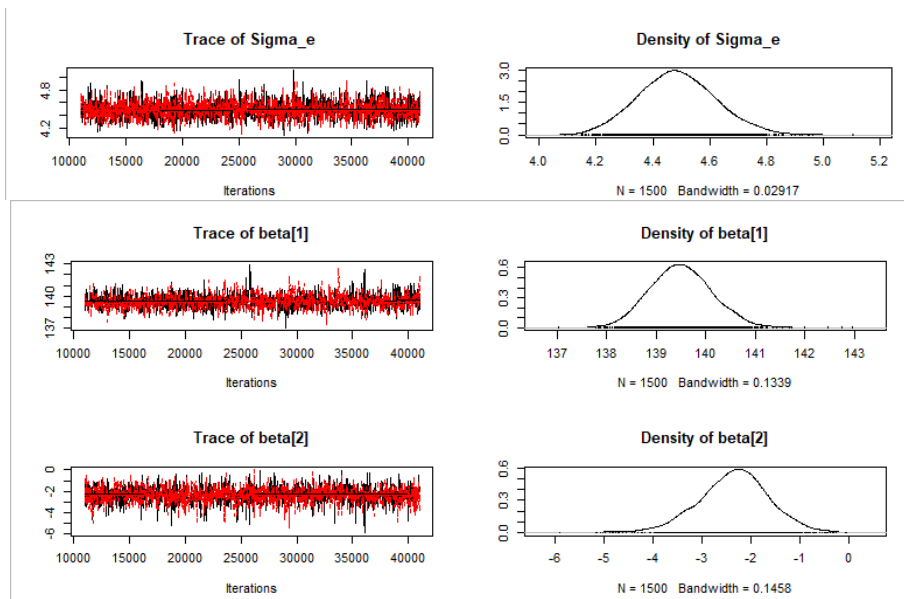 Trace of Sigma_e
4.2 4.8
10000 15000 20000 25000 30000 35000 40000
Iterations
Density of Sigma_e
0.0 1.5 3.0
4.0 4.2 4.4 4.6 4.8 5.0 5.2
N = 1500 Bandwidth = 0.02917
Trace of beta[1]
137 140 143
10000 15000 20000 25000 30000 35000 40000
Iterations
Density of beta[1]
0.0 0.3 0.6
137 138 139 140 141 142 143
N = 1500 Bandwidth = 0.1339
Trace of beta[2]
-6 -4 -2 0
10000 15000 20000 25000 30000 35000 40000
Iterations
Density of beta[2]
0.0 0.3 0.6
-6 -5 -4 -3 -2 -1 0
N = 1500 Bandwidth = 0.1458